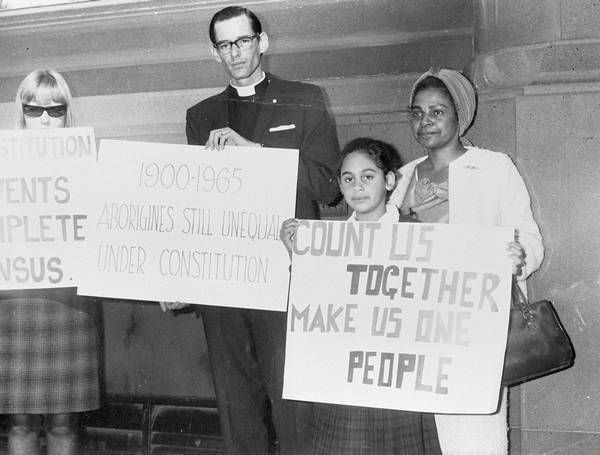 STITUTION
VENTS
MPLETE
NSUS.
1900-1965
ABORIGINES STILL UNEQUAL
UNDER CONSTITUTION
COUNT US
TOGETHER
MAKE US ONE
PEOPLE